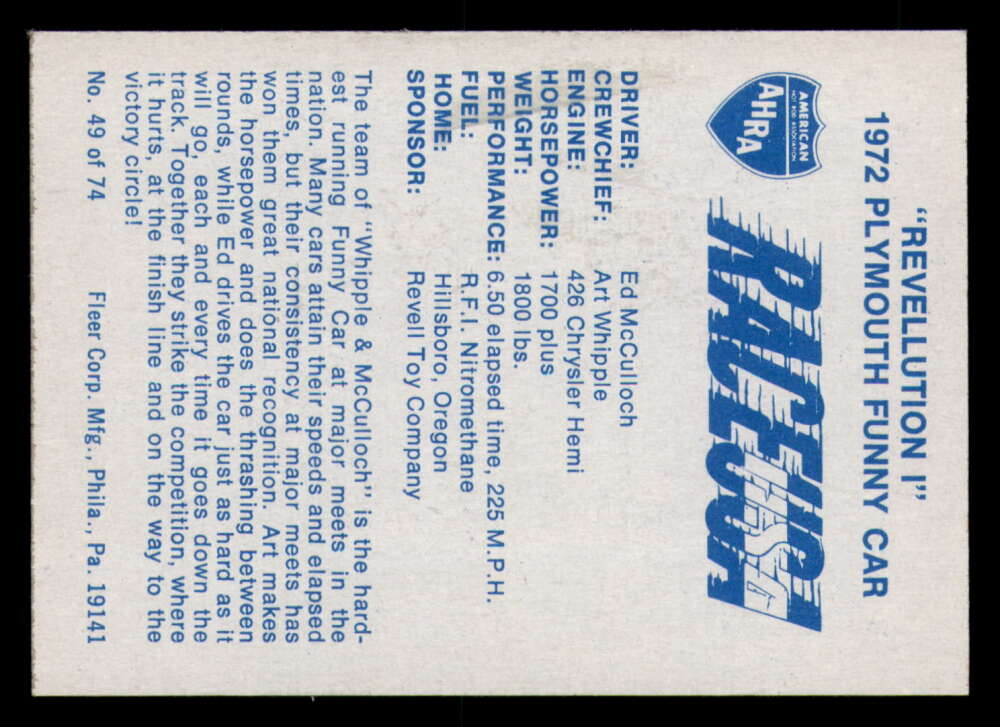 "REVELLUTION I"
1972 PLYMOUTH FUNNY CAR
AMERICAN
HOT ROD ASSOCIATION
AHRA
RACE USA
DRIVER: Ed McCulloch
CREWCHIEF: Art Whipple
ENGINE: 426 Chrysler Hemi
HORSEPOWER: 1700 plus
WEIGHT: 1800 lbs.
PERFORMANCE: 6.50 elapsed time, 225 M.P.H.
FUEL: R.F.I. Nitromethane
HOME: Hillsboro, Oregon
SPONSOR: Revell Toy Company
The team of "Whipple & McCulloch" is the hard-
est running Funny Car at major meets in the
nation. Many cars attain their speeds and elapsed
times, but their consistency at major meets has
won them great national recognition. Art makes
the horsepower and does the thrashing between
rounds, while Ed drives the car just as hard as it
will go, each and every time it goes down the
track. Together they strike the competition, where
it hurts, at the finish line and on the way to the
victory circle!
No. 49 of 74 Fleer Corp. Mfg., Phila., Pa. 19141